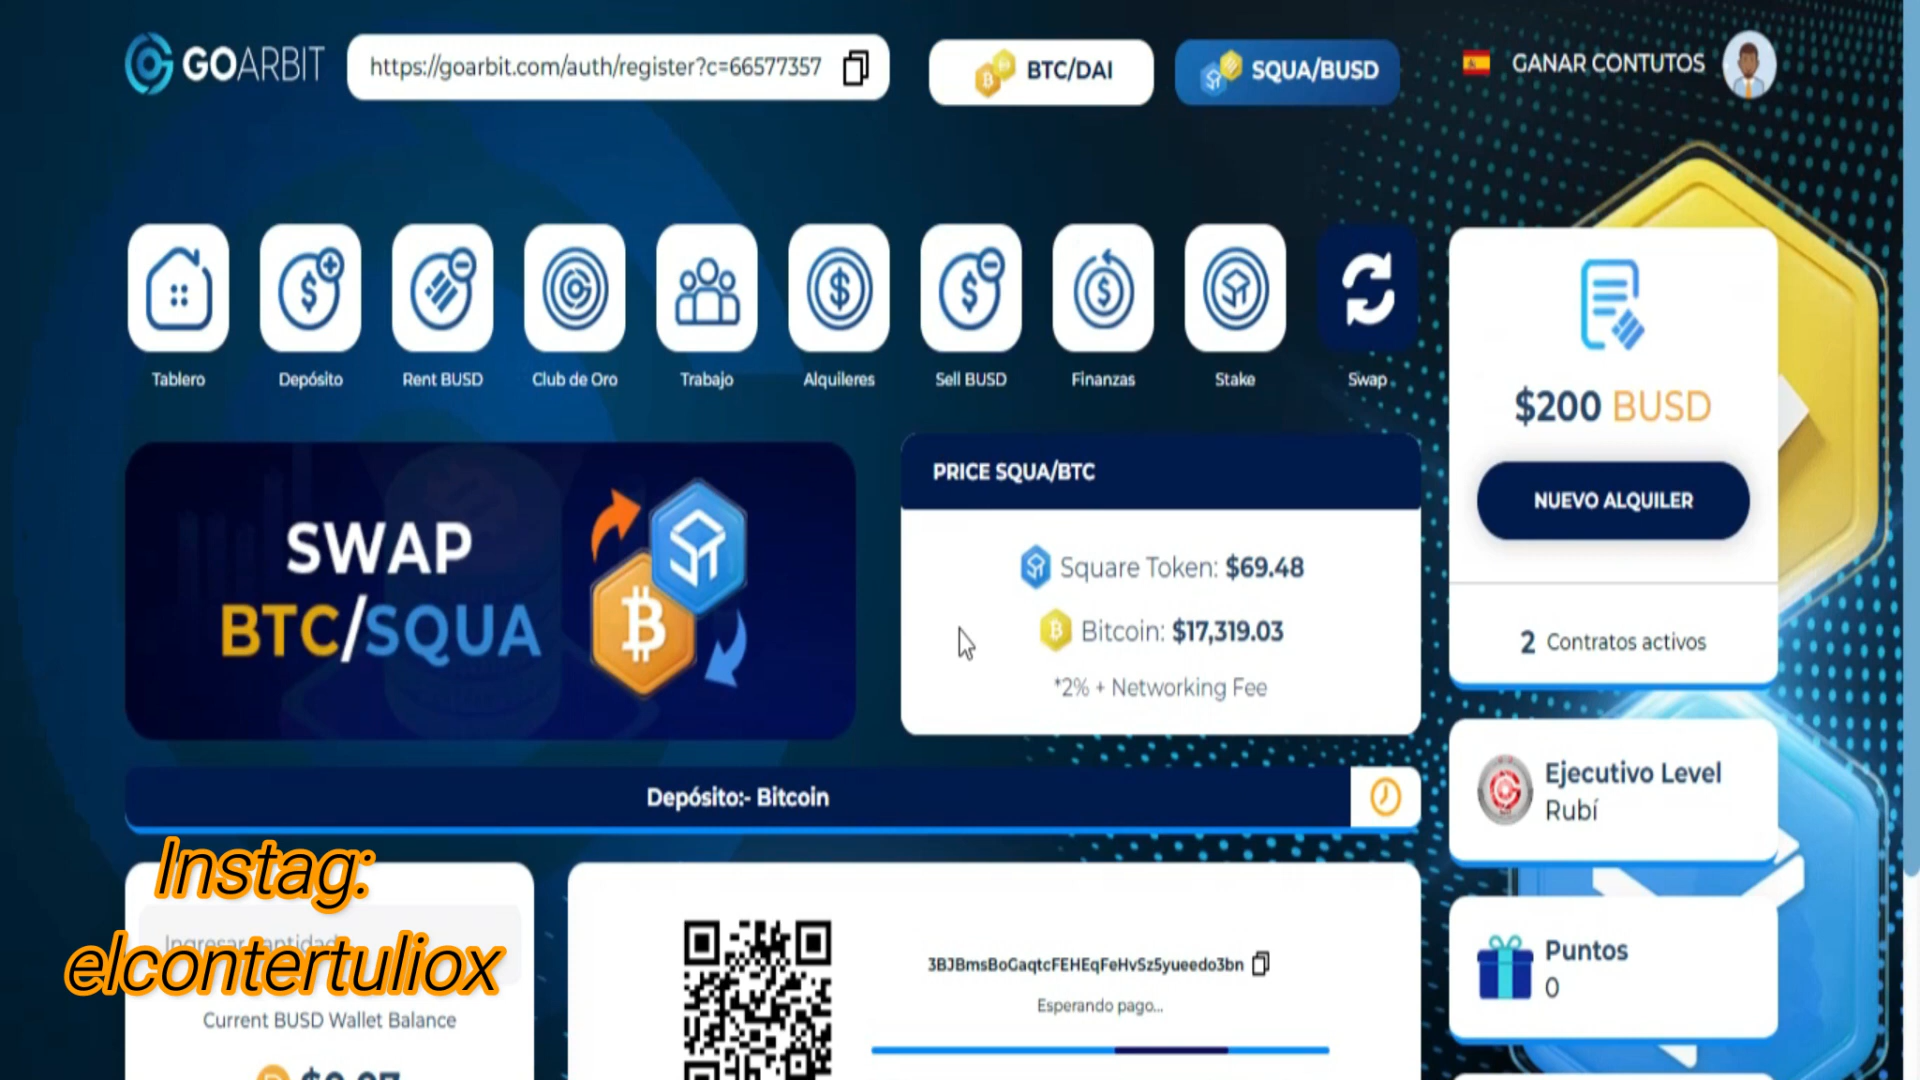 GOARBIT
https://goarbit.com/auth/register?c=66577357
BTC/DAI
SQUA/BUSD
GANAR CONTUTOS
Tablero
Depósito
Rent BUSD
Club de Oro
Trabajo
Alquileres
Sell BUSD
Finanzas
Stake
Swap
SWAP
BTC/SQUA
PRICE SQUA/BTC
Square Token: $69.48
Bitcoin: $17,319.03
*2% + Networking Fee
$200 BUSD
NUEVO ALQUILER
2 Contratos activos
Ejecutivo Level
Rubí
Puntos
0
Depósito:- Bitcoin
Instag:
elcontertuliox
Current BUSD Wallet Balance
3BJBmsBoGaqtcFEHEqFeHvSz5yueedo3bn
Esperando pago...